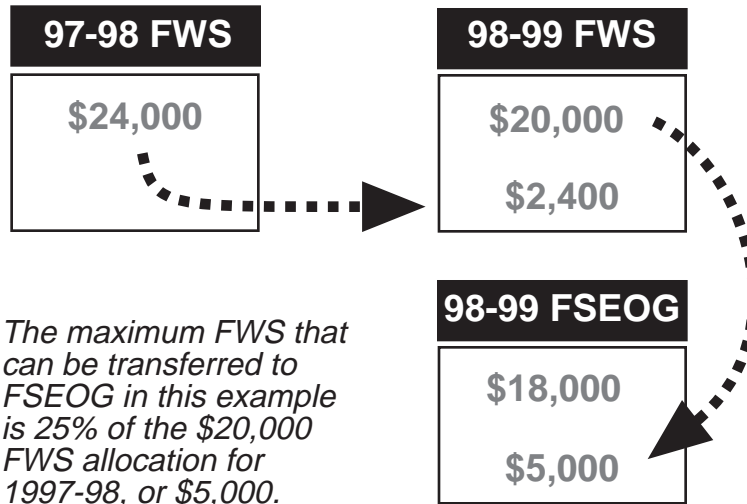 97-98 FWS
$24,000
98-99 FWS
$20,000
$2,400
98-99 FSEOG
$18,000
$5,000
The maximum FWS that
can be transferred to
FSEOG in this example
is 25% of the $20,000
FWS allocation for
1997-98, or $5,000.